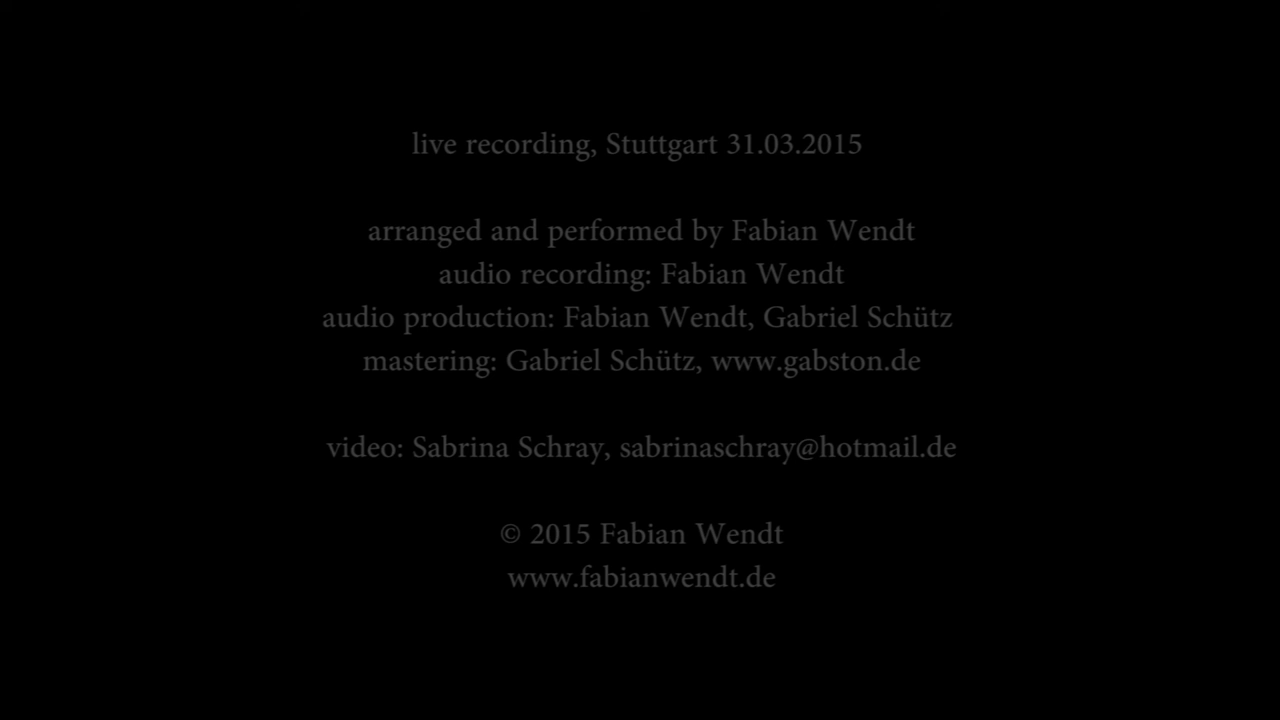 live recording, Stuttgart 31.03.2015
arranged and performed by Fabian Wendt
audio recording: Fabian Wendt
audio production: Fabian Wendt, Gabriel Schütz
mastering: Gabriel Schütz, www.gabston.de
video: Sabrina Schray, sabrinaschray@hotmail.de
© 2015 Fabian Wendt
www.fabianwendt.de